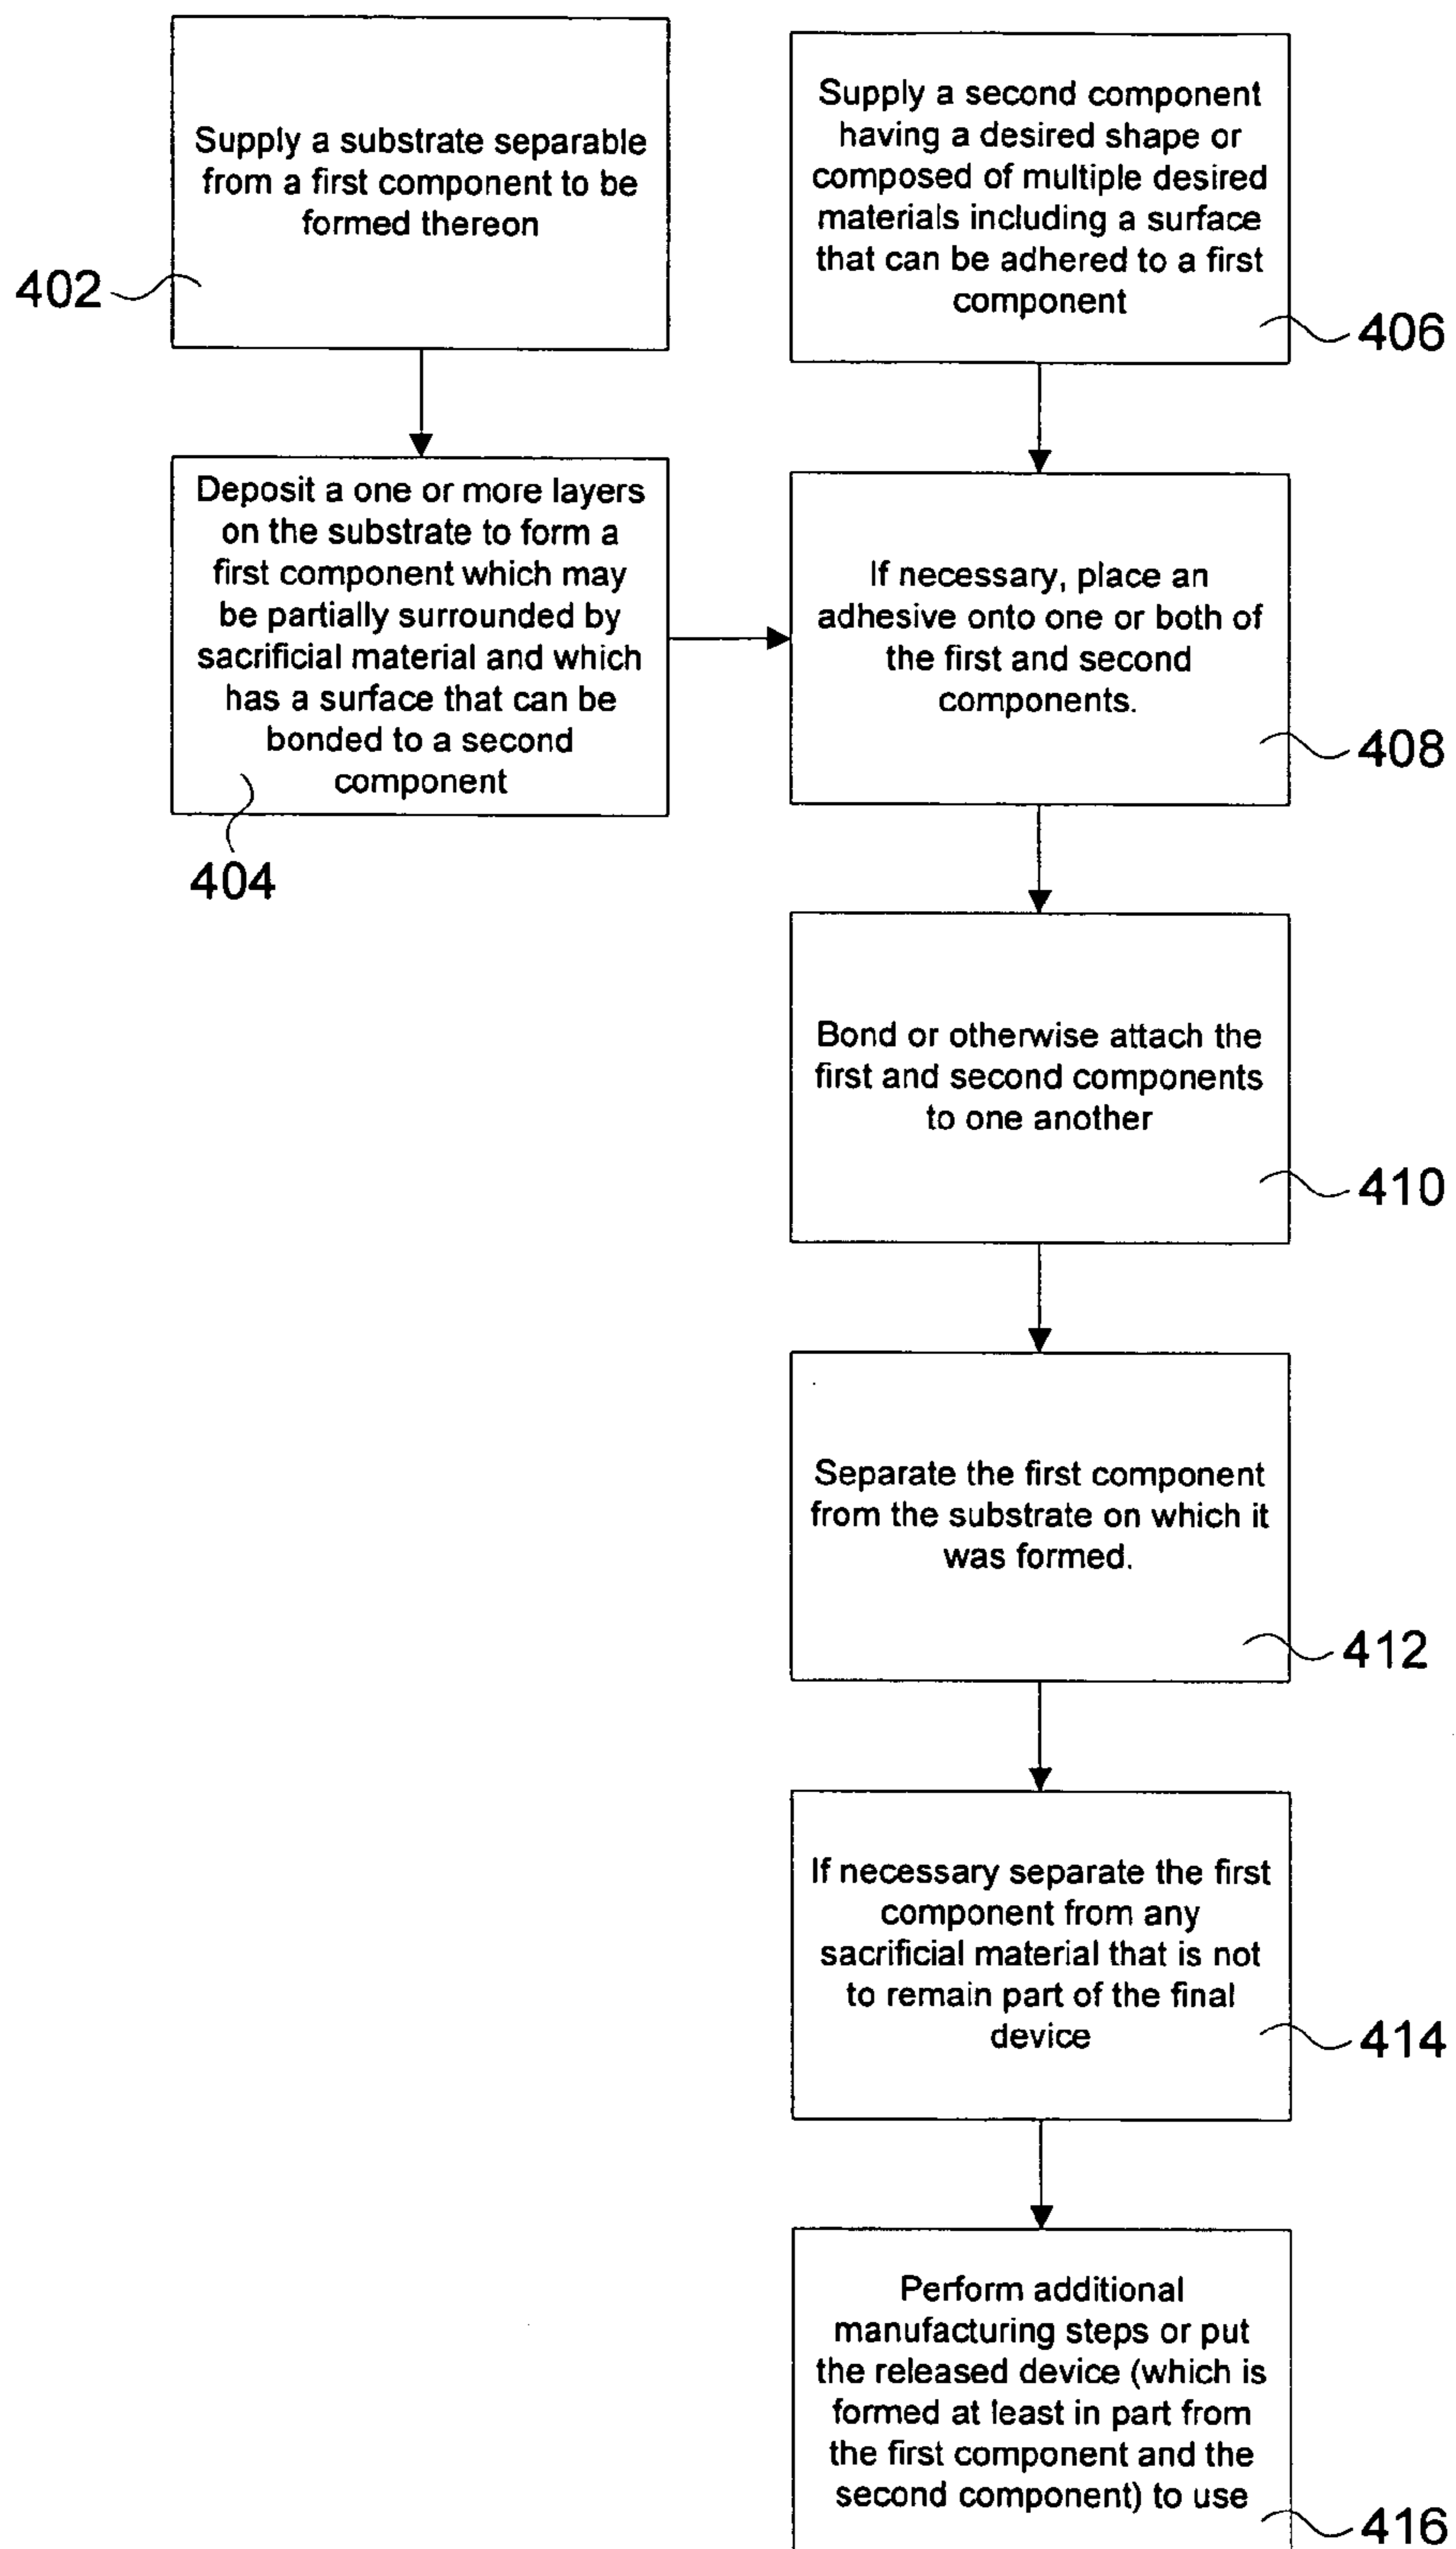 Supply a substrate separable
from a first component to be
formed thereon
402
Deposit a one or more layers
on the substrate to form a
first component which may
be partially surrounded by
sacrificial material and which
has a surface that can be
bonded to a second
component
404
Supply a second component
having a desired shape or
composed of multiple desired
materials including a surface
that can be adhered to a first
component
406
If necessary, place an
adhesive onto one or both of
the first and second
components.
408
Bond or otherwise attach the
first and second components
to one another
410
Separate the first component
from the substrate on which it
was formed.
412
If necessary separate the first
component from any
sacrificial material that is not
to remain part of the final
device
414
Perform additional
manufacturing steps or put
the released device (which is
formed at least in part from
the first component and the
second component) to use
416